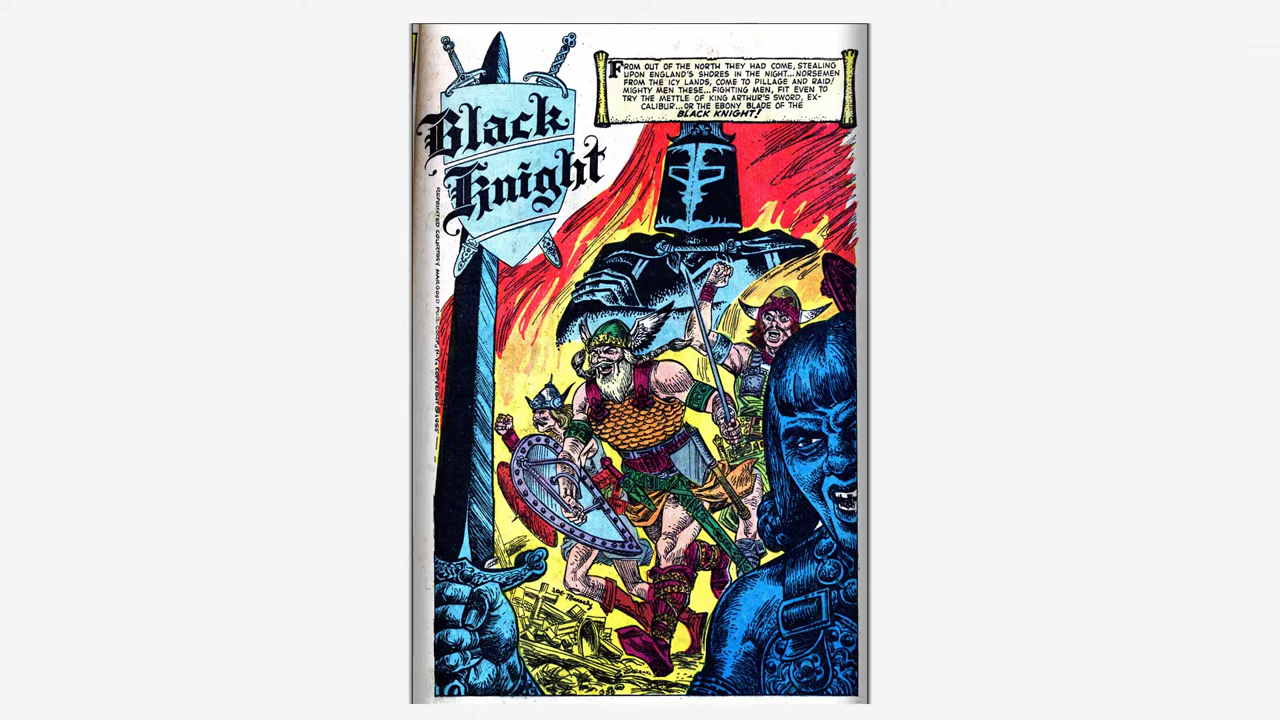 Black
Knight
FROM OUT OF THE NORTH THEY HAD COME, STEALING
UPON ENGLAND'S SHORES IN THE NIGHT... NORSEMEN
FROM THE ICY LANDS, COME TO PILLAGE AND RAID!
MIGHTY MEN THESE... FIGHTING MEN, FIT EVEN TO
TRY THE METTLE OF KING ARTHUR'S SWORD, EX-
CALIBUR... OR THE EBONY BLADE OF THE
BLACK KNIGHT!
REPRINTED COURTESY